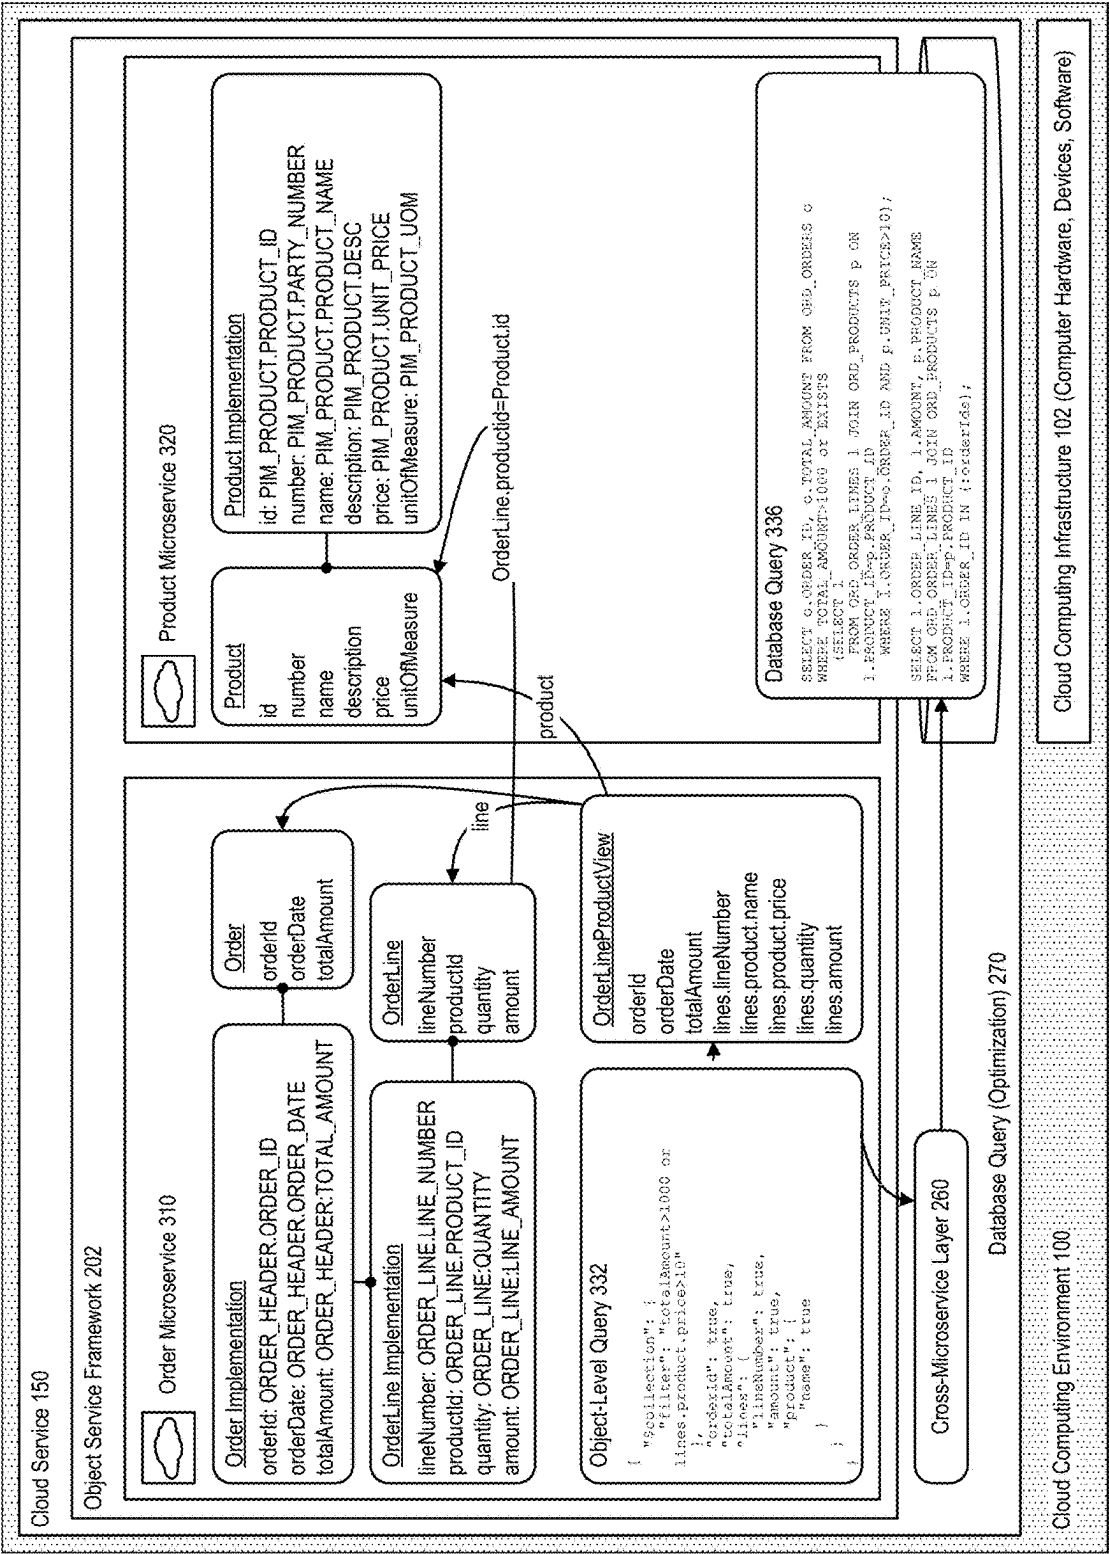 Cloud Service 150
Object Service Framework 202
Order Microservice 310
Order Implementation
orderId: ORDER_HEADER.ORDER_ID
orderDate: ORDER_HEADER.ORDER_DATE
totalAmount: ORDER_HEADER:TOTAL_AMOUNT
Order
orderId
orderDate
totalAmount
OrderLine Implementation
lineNumber: ORDER_LINE.LINE_NUMBER
productId: ORDER_LINE.PRODUCT_ID
quantity: ORDER_LINE:QUANTITY
amount: ORDER_LINE:LINE_AMOUNT
OrderLine
lineNumber
productId
quantity
amount
line
product
OrderLine.productId=Product.id
Object-Level Query 332
{
"$collection": {
"filter": "totalAmount>1000 or
lines.product.price>10"
},
"orderId": true,
"totalAmount": true,
"lines": {
"lineNumber": true,
"amount": true,
"product": {
"name": true
}
}
}
OrderLineProductView
orderId
orderDate
totalAmount
lines.lineNumber
lines.product.name
lines.product.price
lines.quantity
lines.amount
Product Microservice 320
Product
id
number
name
description
price
unitOfMeasure
Product Implementation
id: PIM_PRODUCT.PRODUCT_ID
number: PIM_PRODUCT.PARTY_NUMBER
name: PIM_PRODUCT.PRODUCT_NAME
description: PIM_PRODUCT.DESC
price: PIM_PRODUCT.UNIT_PRICE
unitOfMeasure: PIM_PRODUCT_UOM
Database Query 336
SELECT o.ORDER_ID, o.TOTAL_AMOUNT FROM ORD_ORDERS o
WHERE TOTAL_AMOUNT>1000 or EXISTS
(SELECT 1
FROM ORD_ORDER_LINES l JOIN ORD_PRODUCTS p ON
l.PRODUCT_ID=p.PRODUCT_ID
WHERE l.ORDER_ID=o.ORDER_ID AND p.UNIT_PRICE>10);
SELECT l.ORDER_LINE_ID, l.AMOUNT, p.PRODUCT_NAME
FROM ORD_ORDER_LINES l JOIN ORD_PRODUCTS p ON
l.PRODUCT_ID=p.PRODUCT_ID
WHERE l.ORDER_ID IN (:orderIds);
Cross-Microservice Layer 260
Database Query (Optimization) 270
Cloud Computing Environment 100
Cloud Computing Infrastructure 102 (Computer Hardware, Devices, Software)